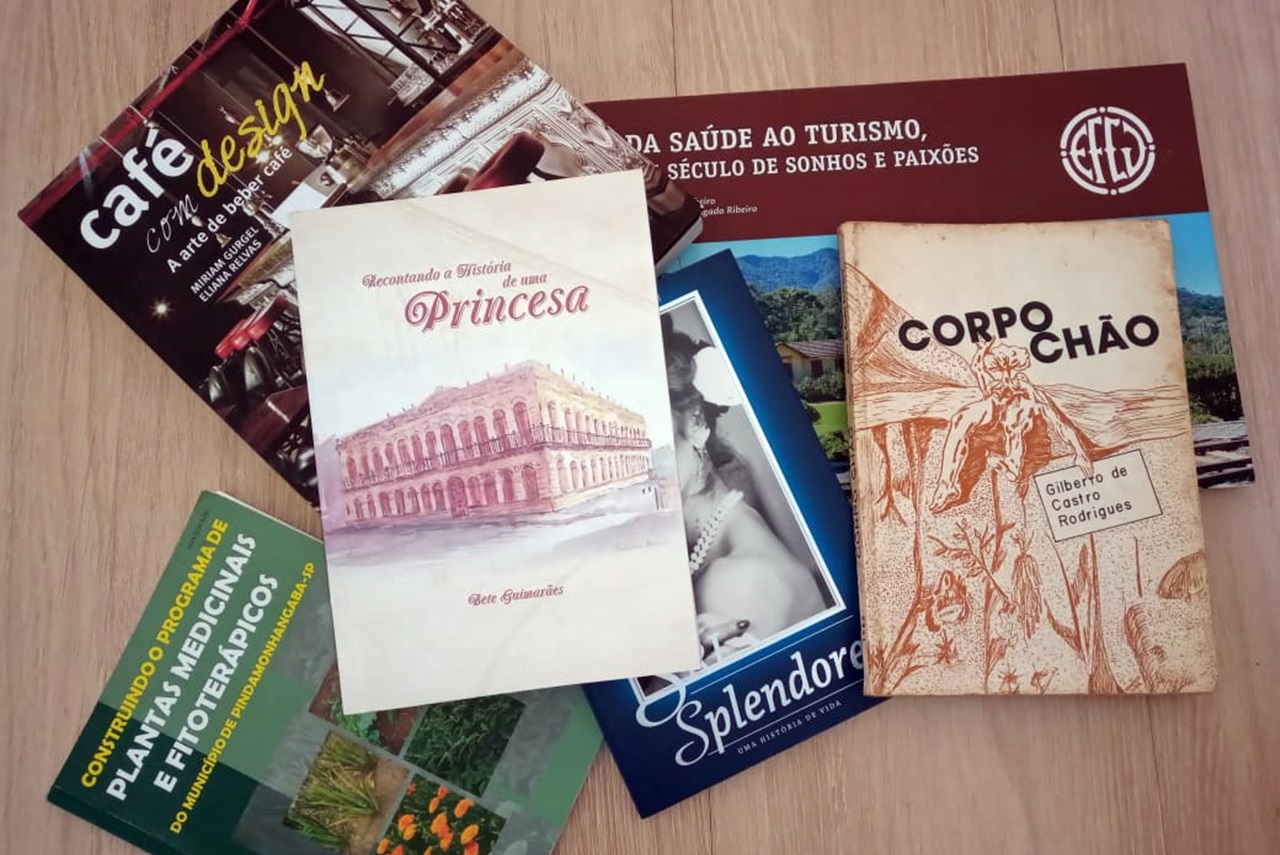 café
com design
A arte de beber café
MIRIAM GURGEL
ELIANA RELVAS
DA SAÚDE AO TURISMO,
SÉCULO DE SONHOS E PAIXÕES
Ribeiro
EFCJ
Recontando a História
de uma
Princesa
Bete Guimarães
CORPO
CHÃO
Gilberto de
Castro
Rodrigues
Splendore
UMA HISTÓRIA DE VIDA
CONSTRUINDO O PROGRAMA DE
PLANTAS MEDICINAIS
E FITOTERÁPICOS
DO MUNICÍPIO DE PINDAMONHANGABA-SP